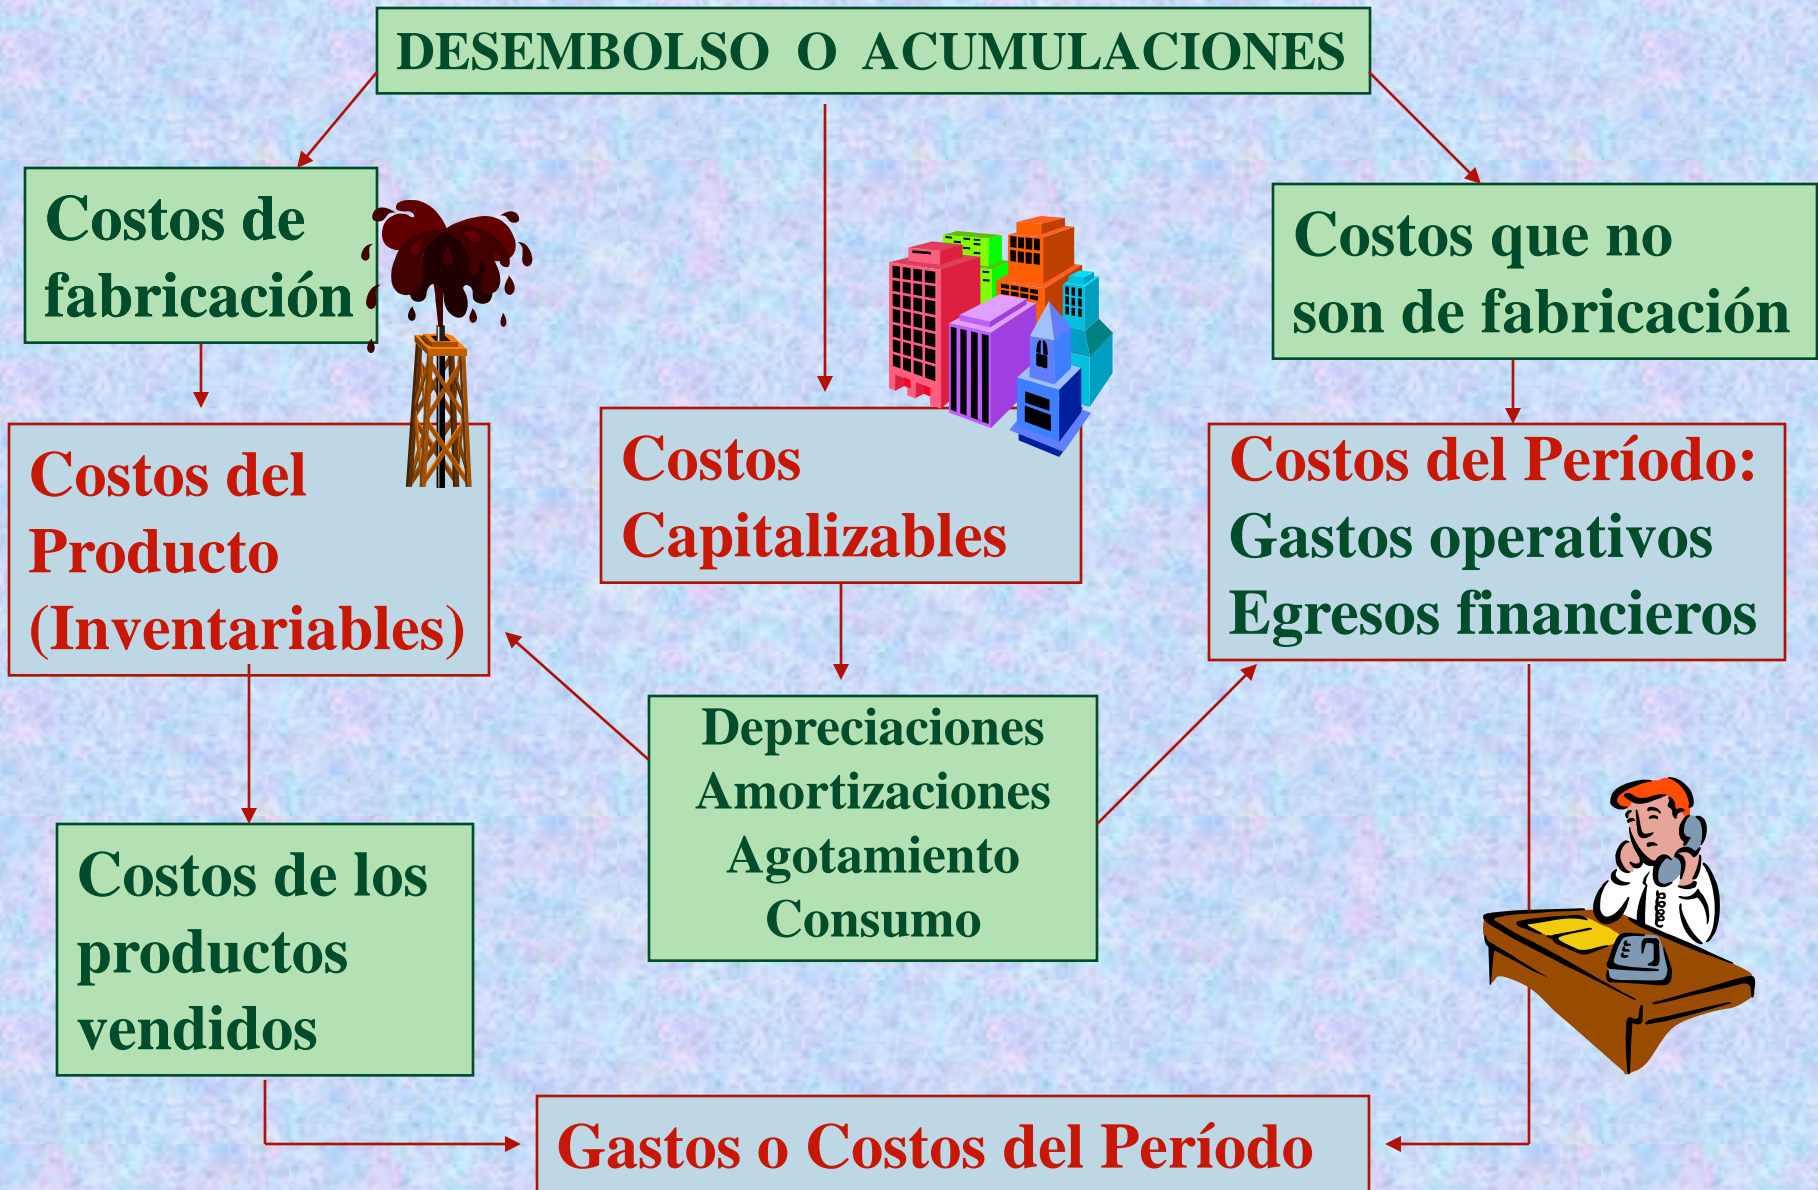 DESEMBOLSO O ACUMULACIONES
Costos de
fabricación
Costos que no
son de fabricación
Costos del
Producto
(Inventariables)
Costos
Capitalizables
Costos del Período:
Gastos operativos
Egresos financieros
Depreciaciones
Amortizaciones
Agotamiento
Consumo
Costos de los
productos
vendidos
Gastos o Costos del Período